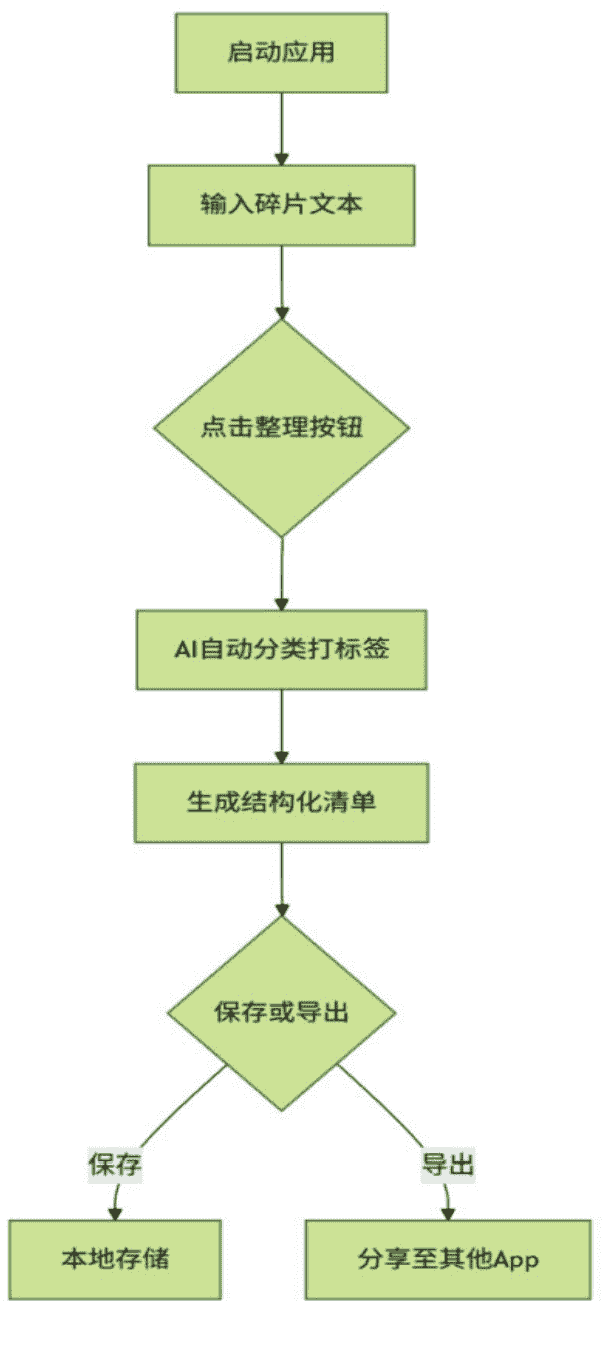 启动应用
输入碎片文本
点击整理按钮
AI自动分类打标签
生成结构化清单
保存或导出
保存
导出
本地存储
分享至其他App